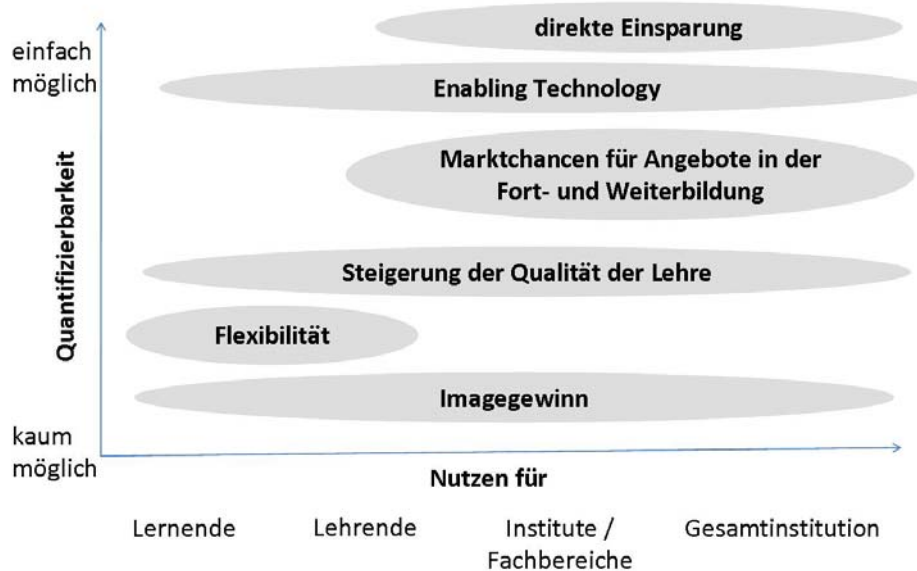 einfach
möglich
direkte Einsparung
Enabling Technology
Marktchancen für Angebote in der
Fort- und Weiterbildung
Quantifizierbarkeit
Steigerung der Qualität der Lehre
Flexibilität
Imagegewinn
kaum
möglich
Nutzen für
Lernende
Lehrende
Institute /
Fachbereiche
Gesamtinstitution